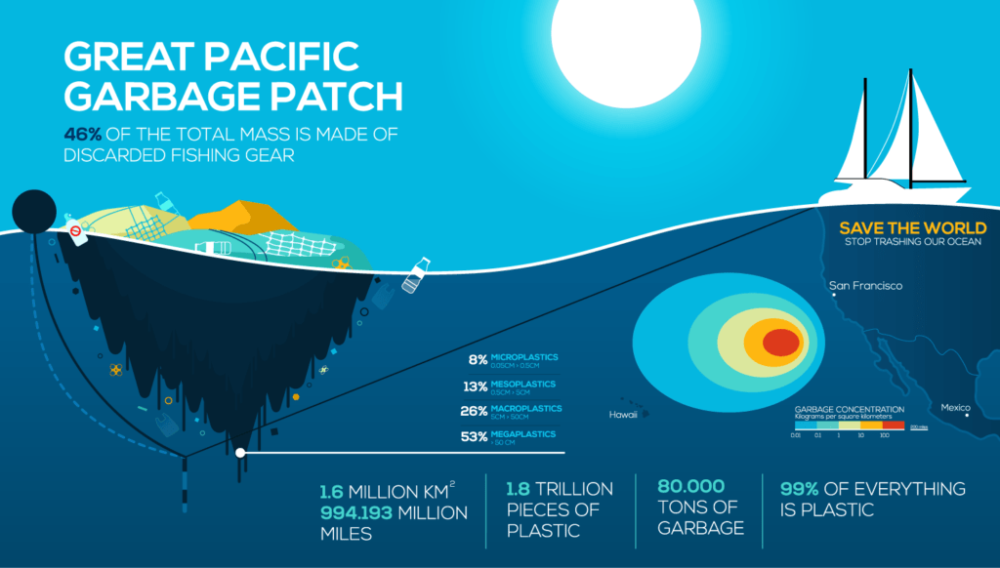 GREAT PACIFIC
GARBAGE PATCH
46% OF THE TOTAL MASS IS MADE OF
DISCARDED FISHING GEAR
SAVE THE WORLD
STOP TRASHING OUR OCEAN
San Francisco
8% MICROPLASTICS
0.05CM > 0.5CM
13% MESOPLASTICS
0.5CM > 5CM
26% MACROPLASTICS
5CM > 50CM
53% MEGAPLASTICS
> 50 CM
Hawaii
GARBAGE CONCENTRATION
Kilograms per squore kilometers
0.01 0.1 1 10 100
Mexico
1.6 MILLION KM²
994.193 MILLION
MILES
1.8 TRILLION
PIECES OF
PLASTIC
80.000
TONS OF
GARBAGE
99% OF EVERYTHING
IS PLASTIC